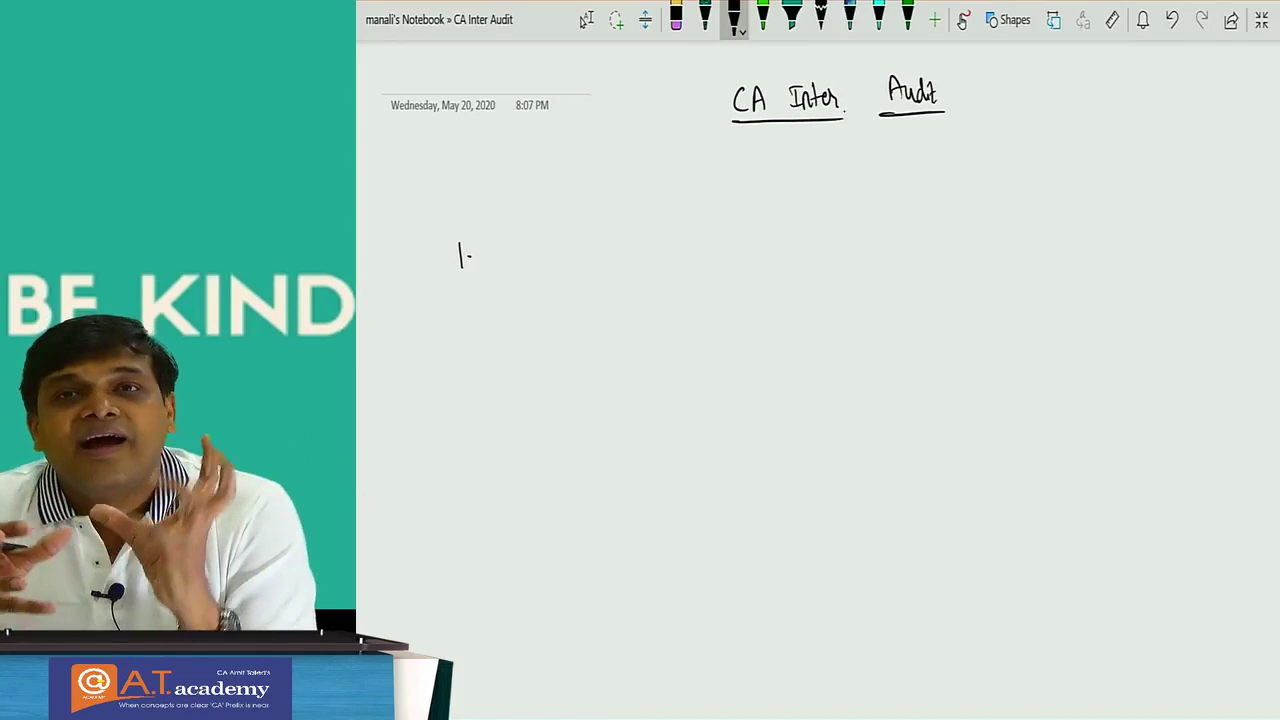 manali's Notebook » CA Inter Audit
Shapes
Wednesday, May 20, 2020 8:07 PM
CA Inter. Audit
1.
BE KIND
CA Amit Talda's
@A.T.academy
ACADEMY
When concepts are clear 'CA' Prefix is near.